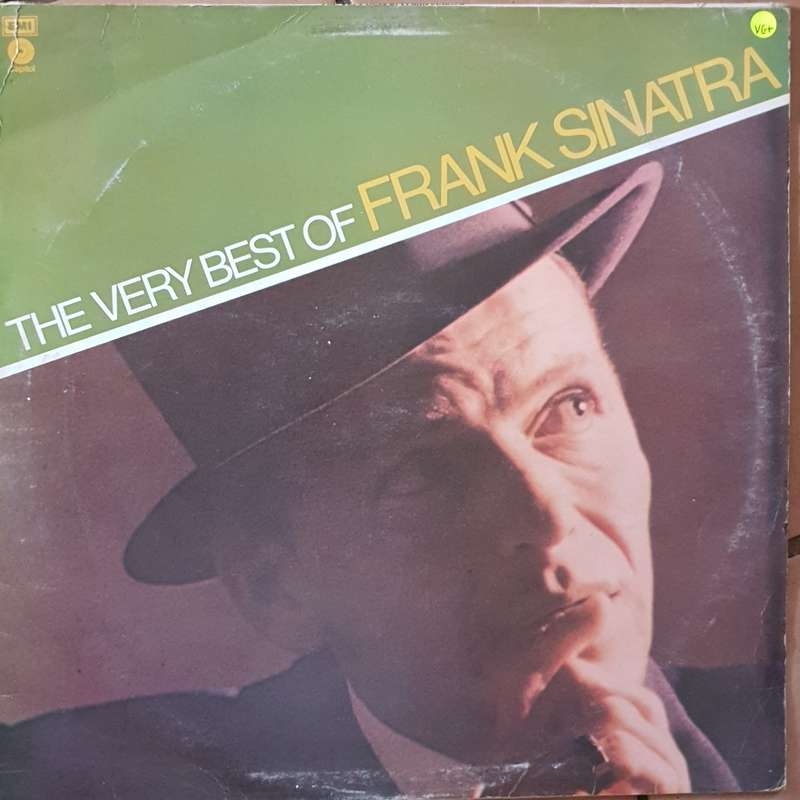 EMI
Capitol
VG+
THE VERY BEST OF FRANK SINATRA